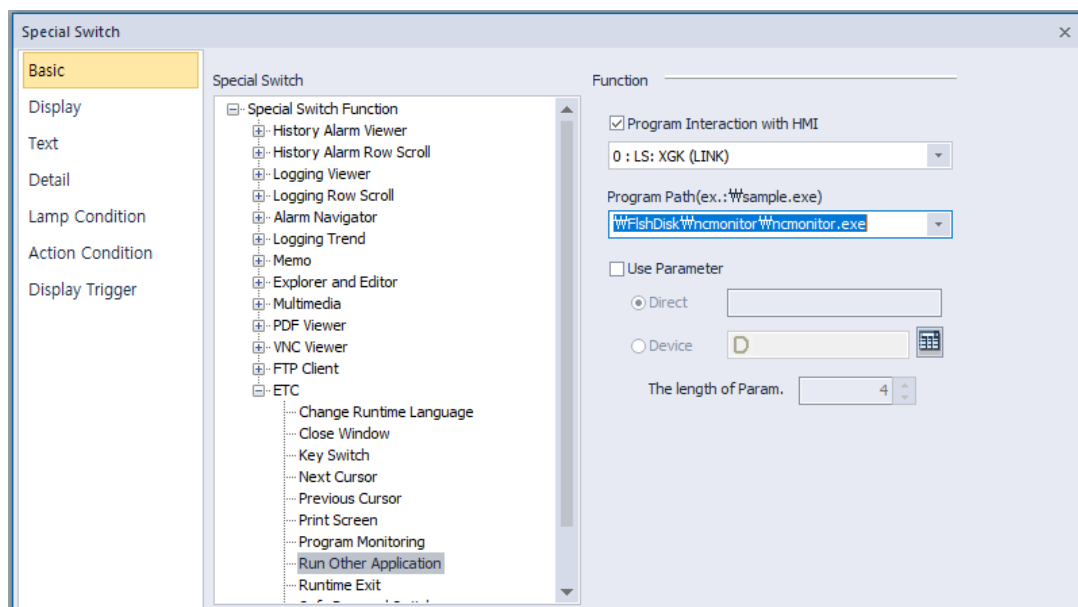 Special Switch
Basic
Display
Text
Detail
Lamp Condition
Action Condition
Display Trigger
Special Switch
Special Switch Function
History Alarm Viewer
History Alarm Row Scroll
Logging Viewer
Logging Row Scroll
Alarm Navigator
Logging Trend
Memo
Explorer and Editor
Multimedia
PDF Viewer
VNC Viewer
FTP Client
ETC
Change Runtime Language
Close Window
Key Switch
Next Cursor
Previous Cursor
Print Screen
Program Monitoring
Run Other Application
Runtime Exit
Function
Program Interaction with HMI
0 : LS: XGK (LINK)
Program Path(ex.:₩sample.exe)
₩FlshDisk₩ncmonitor₩ncmonitor.exe
Use Parameter
Direct
Device
D
The length of Param.
4